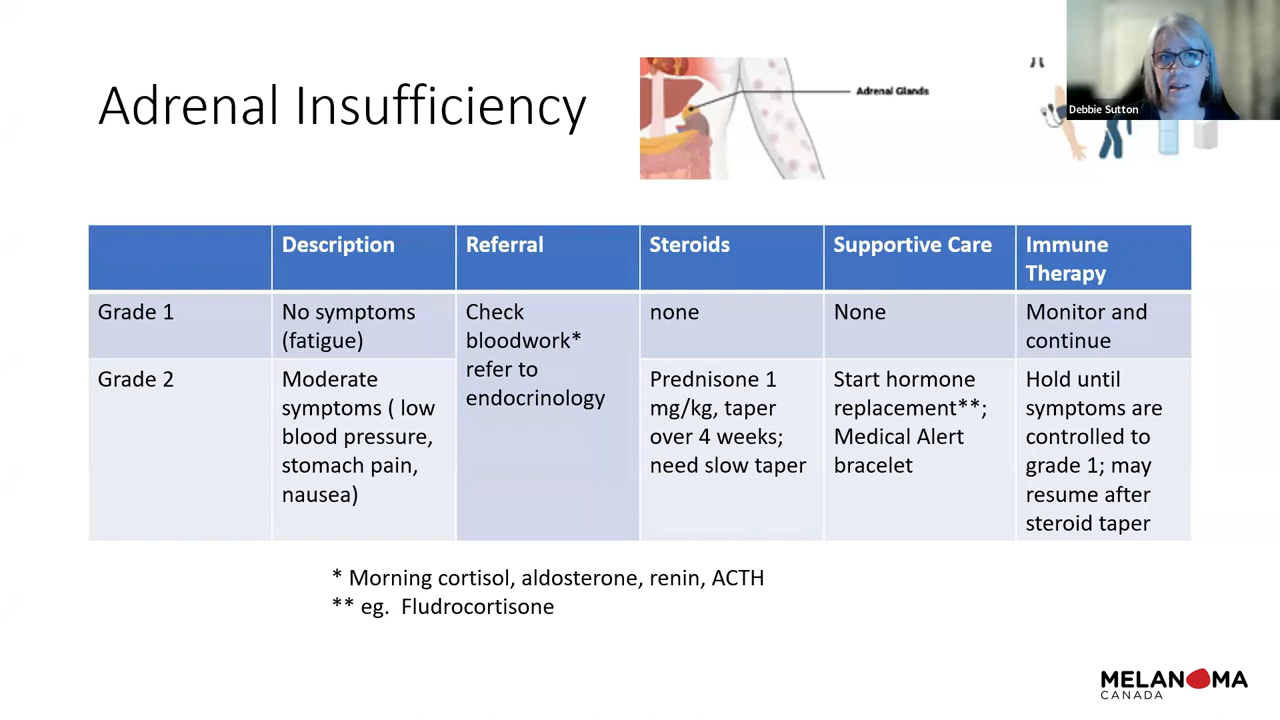 Adrenal Insufficiency
Adrenal Glands
Debbie Sutton
Description
Referral
Steroids
Supportive Care
Immune
Therapy
Grade 1
No symptoms
(fatigue)
Check
bloodwork*
refer to
endocrinology
none
None
Monitor and
continue
Grade 2
Moderate
symptoms ( low
blood pressure,
stomach pain,
nausea)
Prednisone 1
mg/kg, taper
over 4 weeks;
need slow taper
Start hormone
replacement**;
Medical Alert
bracelet
Hold until
symptoms are
controlled to
grade 1; may
resume after
steroid taper
* Morning cortisol, aldosterone, renin, ACTH
** eg.  Fludrocortisone
MELANOMA
CANADA